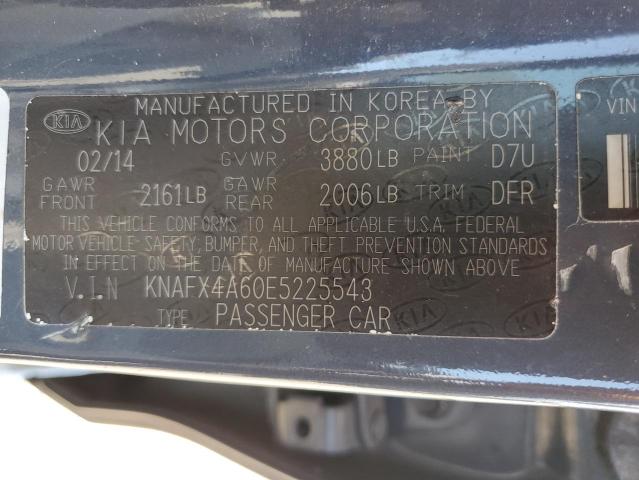 MANUFACTURED IN KOREA BY
KIA KIA MOTORS CORPORATION
02/14 GVWR 3880LB PAINT D7U
GAWR FRONT 2161LB GAWR REAR 2006LB TRIM DFR
THIS VEHICLE CONFORMS TO ALL APPLICABLE U.S.A. FEDERAL
MOTOR VEHICLE-SAFETY, BUMPER, AND THEFT PREVENTION STANDARDS
IN EFFECT ON THE DATE OF MANUFACTURE SHOWN ABOVE
V.I.N KNAFX4A60E5225543
TYPE PASSENGER CAR
VIN